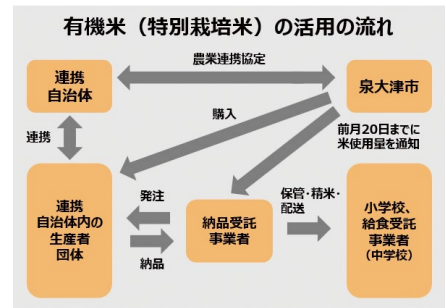 有機米（特別栽培米）の活用の流れ
農業連携協定
連携
自治体
泉大津市
購入
連携
前月20日までに
米使用量を通知
連携
自治体内の
生産者
団体
発注
納品
納品受託
事業者
保管・精米・
配送
小学校、
給食受託
事業者
（中学校）